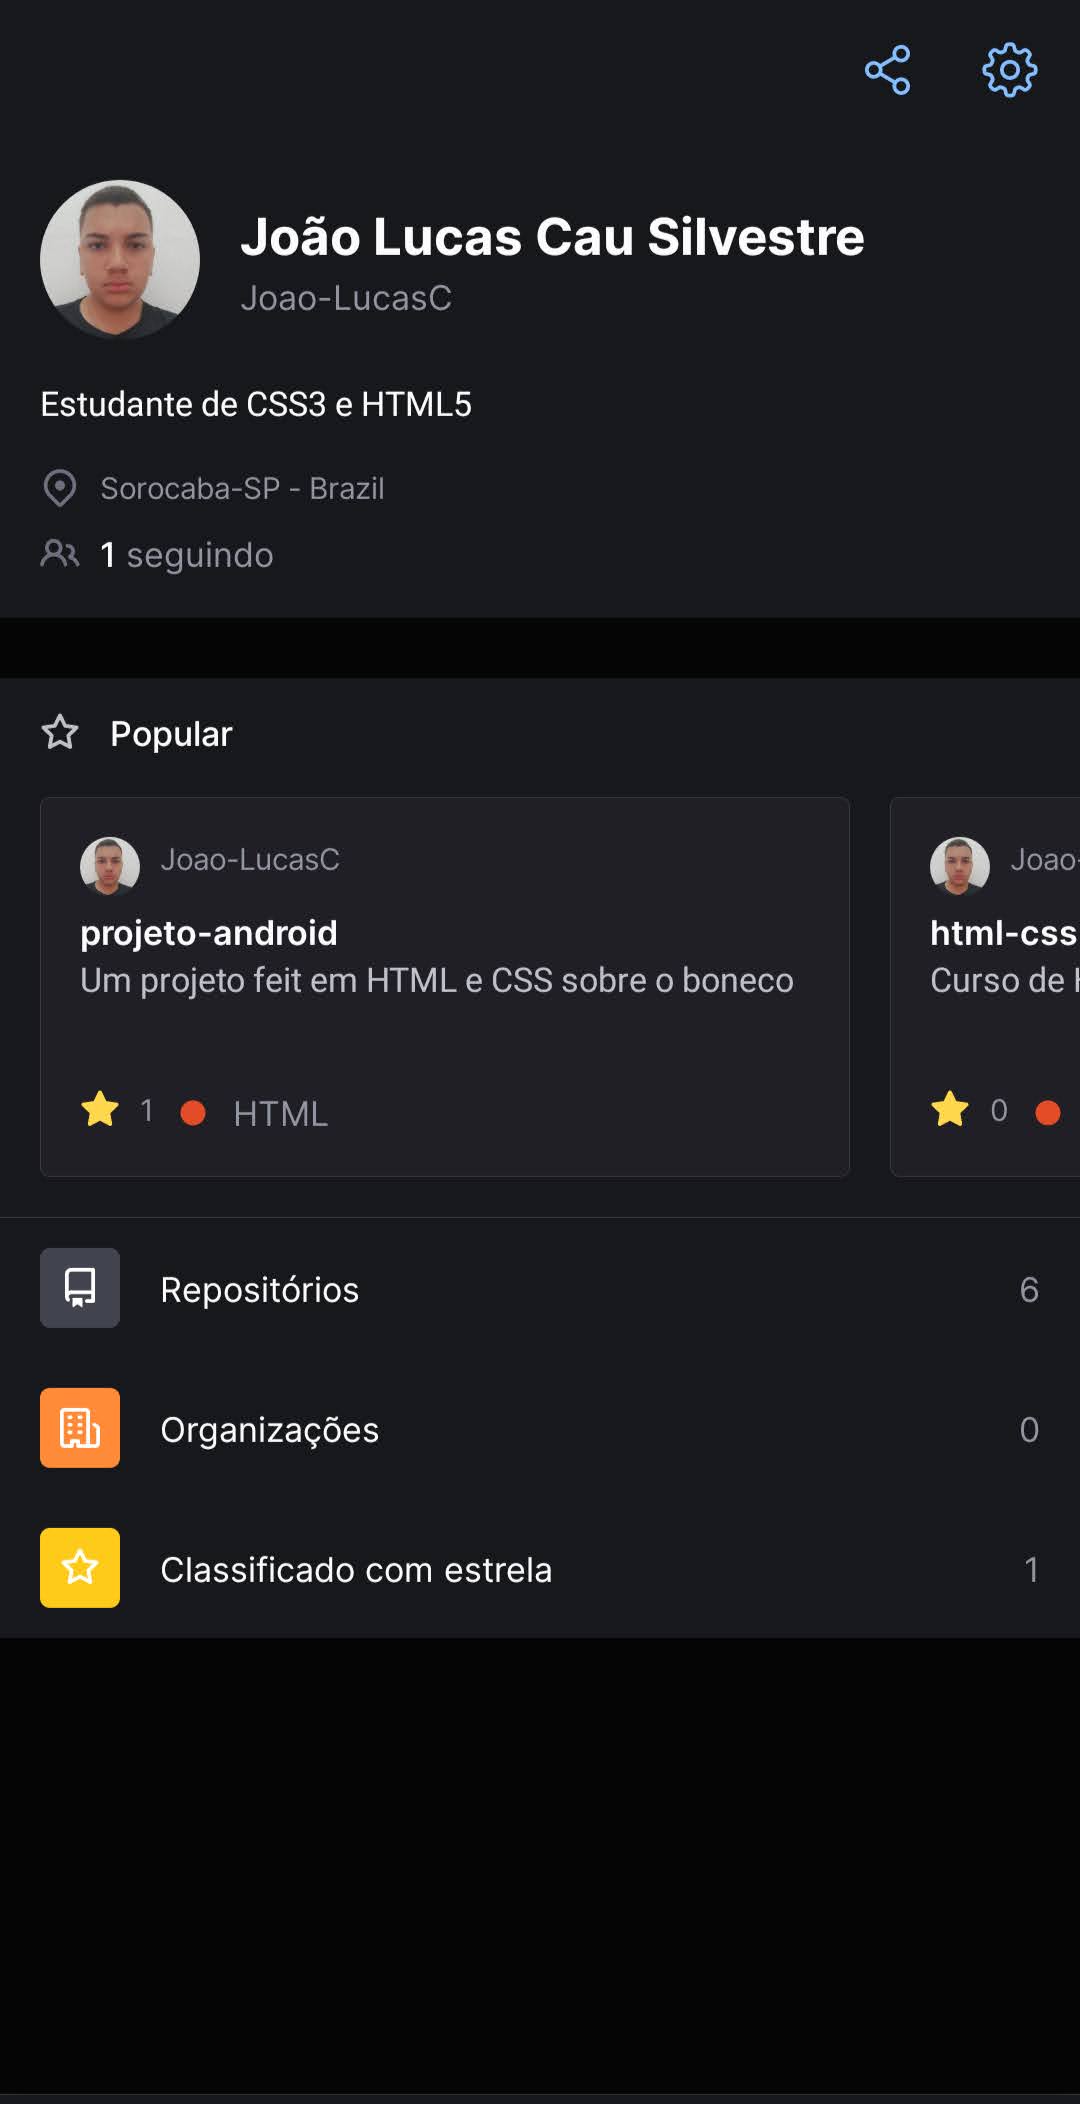 João Lucas Cau Silvestre
Joao-LucasC
Estudante de CSS3 e HTML5
Sorocaba-SP - Brazil
1 seguindo
Popular
Joao-LucasC
projeto-android
Um projeto feit em HTML e CSS sobre o boneco
1 HTML
Joao-
html-css
Curso de
0
Repositórios 6
Organizações 0
Classificado com estrela 1